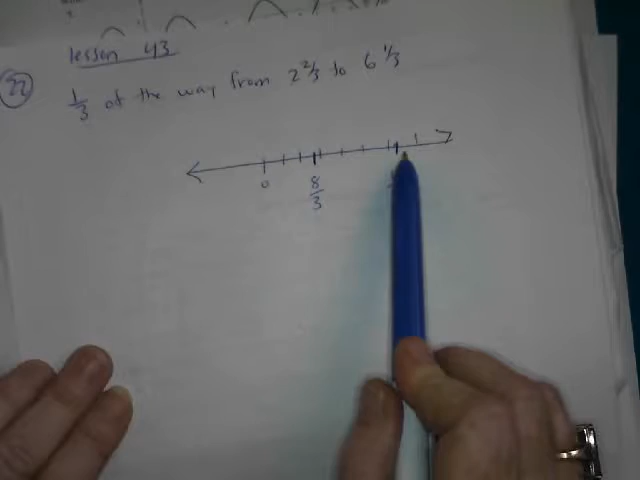 lesson 43
22 1/3 of the way from 2 2/3 to 6 1/3
0 8/3